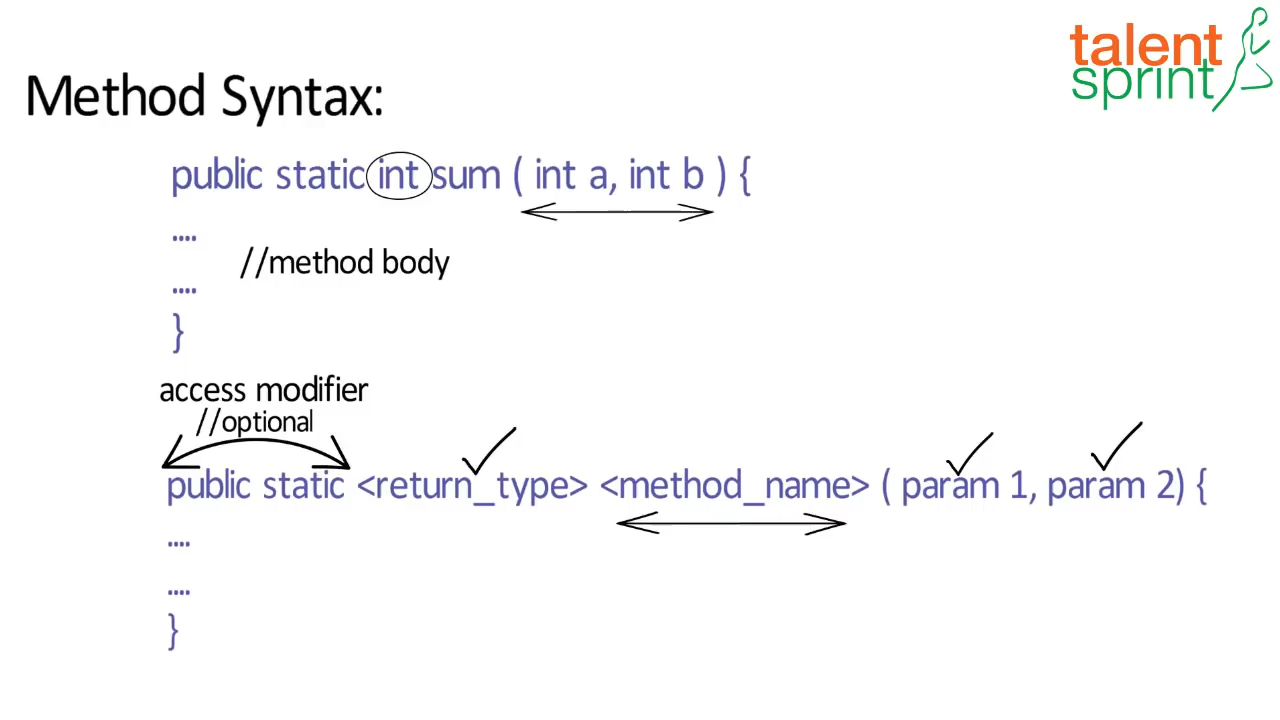 talent
sprint
Method Syntax:
public static int sum ( int a, int b ) {
....
//method body
....
}
access modifier
//optional
public static <return_type> <method_name> ( param 1, param 2) {
....
....
}